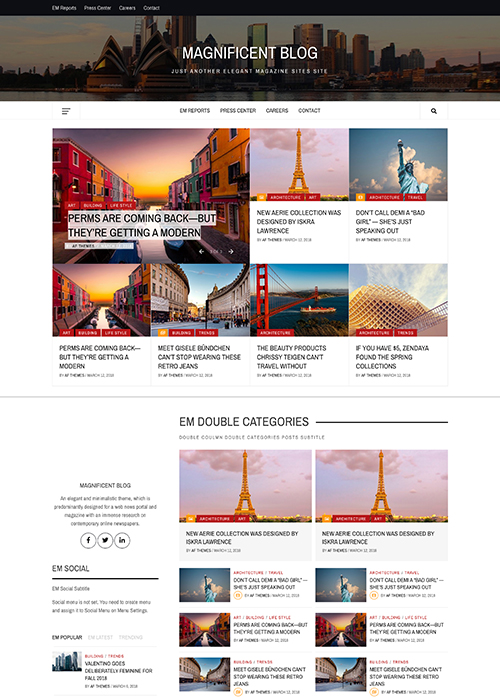 EM Reports Press Center Careers Contact
MAGNIFICENT BLOG
JUST ANOTHER ELEGANT MAGAZINE SITES SITE
EM REPORTS PRESS CENTER CAREERS CONTACT
ART BUILDING LIFE STYLE
PERMS ARE COMING BACK—BUT
THEY'RE GETTING A MODERN
AF THEMES
ARCHITECTURE ART
NEW AERIE COLLECTION WAS
DESIGNED BY ISKRA
LAWRENCE
BY AF THEMES / MARCH 12, 2018
ARCHITECTURE TRAVEL
DON'T CALL DEMI A "BAD
GIRL" — SHE'S JUST
SPEAKING OUT
BY AF THEMES / MARCH 12, 2018
ART BUILDING LIFE STYLE
PERMS ARE COMING BACK—
BUT THEY'RE GETTING A
MODERN
BY AF THEMES / MARCH 12, 2018
BUILDING TRENDS
MEET GISELE BÜNDCHEN
CAN'T STOP WEARING THESE
RETRO JEANS
BY AF THEMES / MARCH 12, 2018
ARCHITECTURE
THE BEAUTY PRODUCTS
CHRISSY TEIGEN CAN'T
TRAVEL WITHOUT
BY AF THEMES / MARCH 12, 2018
ARCHITECTURE TRENDS
IF YOU HAVE $5, ZENDAYA
FOUND THE SPRING
COLLECTIONS
BY AF THEMES / MARCH 12, 2018
MAGNIFICENT BLOG
An elegant and minimalistic theme, which is
predominantly designed for a web news portal and
magazine with an immense research on
contemporary online newspapers.
EM SOCIAL
EM Social Subtitle
Social menu is not set. You need to create menu
and assign it to Social Menu on Menu Settings.
EM POPULAR EM LATEST TRENDING
BUILDING / TRENDS
VALENTINO GOES
DELIBERATELY FEMININE FOR
FALL 2018
BY AF THEMES / MARCH 5, 2018
EM DOUBLE CATEGORIES
DOUBLE COULMN DOUBLE CATEGORIES POSTS SUBTITLE
ARCHITECTURE ART
NEW AERIE COLLECTION WAS DESIGNED BY
ISKRA LAWRENCE
BY AF THEMES / MARCH 12, 2018
ARCHITECTURE ART
NEW AERIE COLLECTION WAS DESIGNED BY
ISKRA LAWRENCE
BY AF THEMES / MARCH 12, 2018
ARCHITECTURE / TRAVEL
DON'T CALL DEMI A "BAD GIRL" —
SHE'S JUST SPEAKING OUT
BY AF THEMES / MARCH 12, 2018
ARCHITECTURE / TRAVEL
DON'T CALL DEMI A "BAD GIRL" —
SHE'S JUST SPEAKING OUT
BY AF THEMES / MARCH 12, 2018
ART / BUILDING / LIFE STYLE
PERMS ARE COMING BACK—BUT
THEY'RE GETTING A MODERN
BY AF THEMES / MARCH 12, 2018
ART / BUILDING / LIFE STYLE
PERMS ARE COMING BACK—BUT
THEY'RE GETTING A MODERN
BY AF THEMES / MARCH 12, 2018
BUILDING / TRENDS
MEET GISELE BÜNDCHEN CAN'T
STOP WEARING THESE RETRO
JEANS
BY AF THEMES / MARCH 12, 2018
BUILDING / TRENDS
MEET GISELE BÜNDCHEN CAN'T
STOP WEARING THESE RETRO
JEANS
BY AF THEMES / MARCH 12, 2018